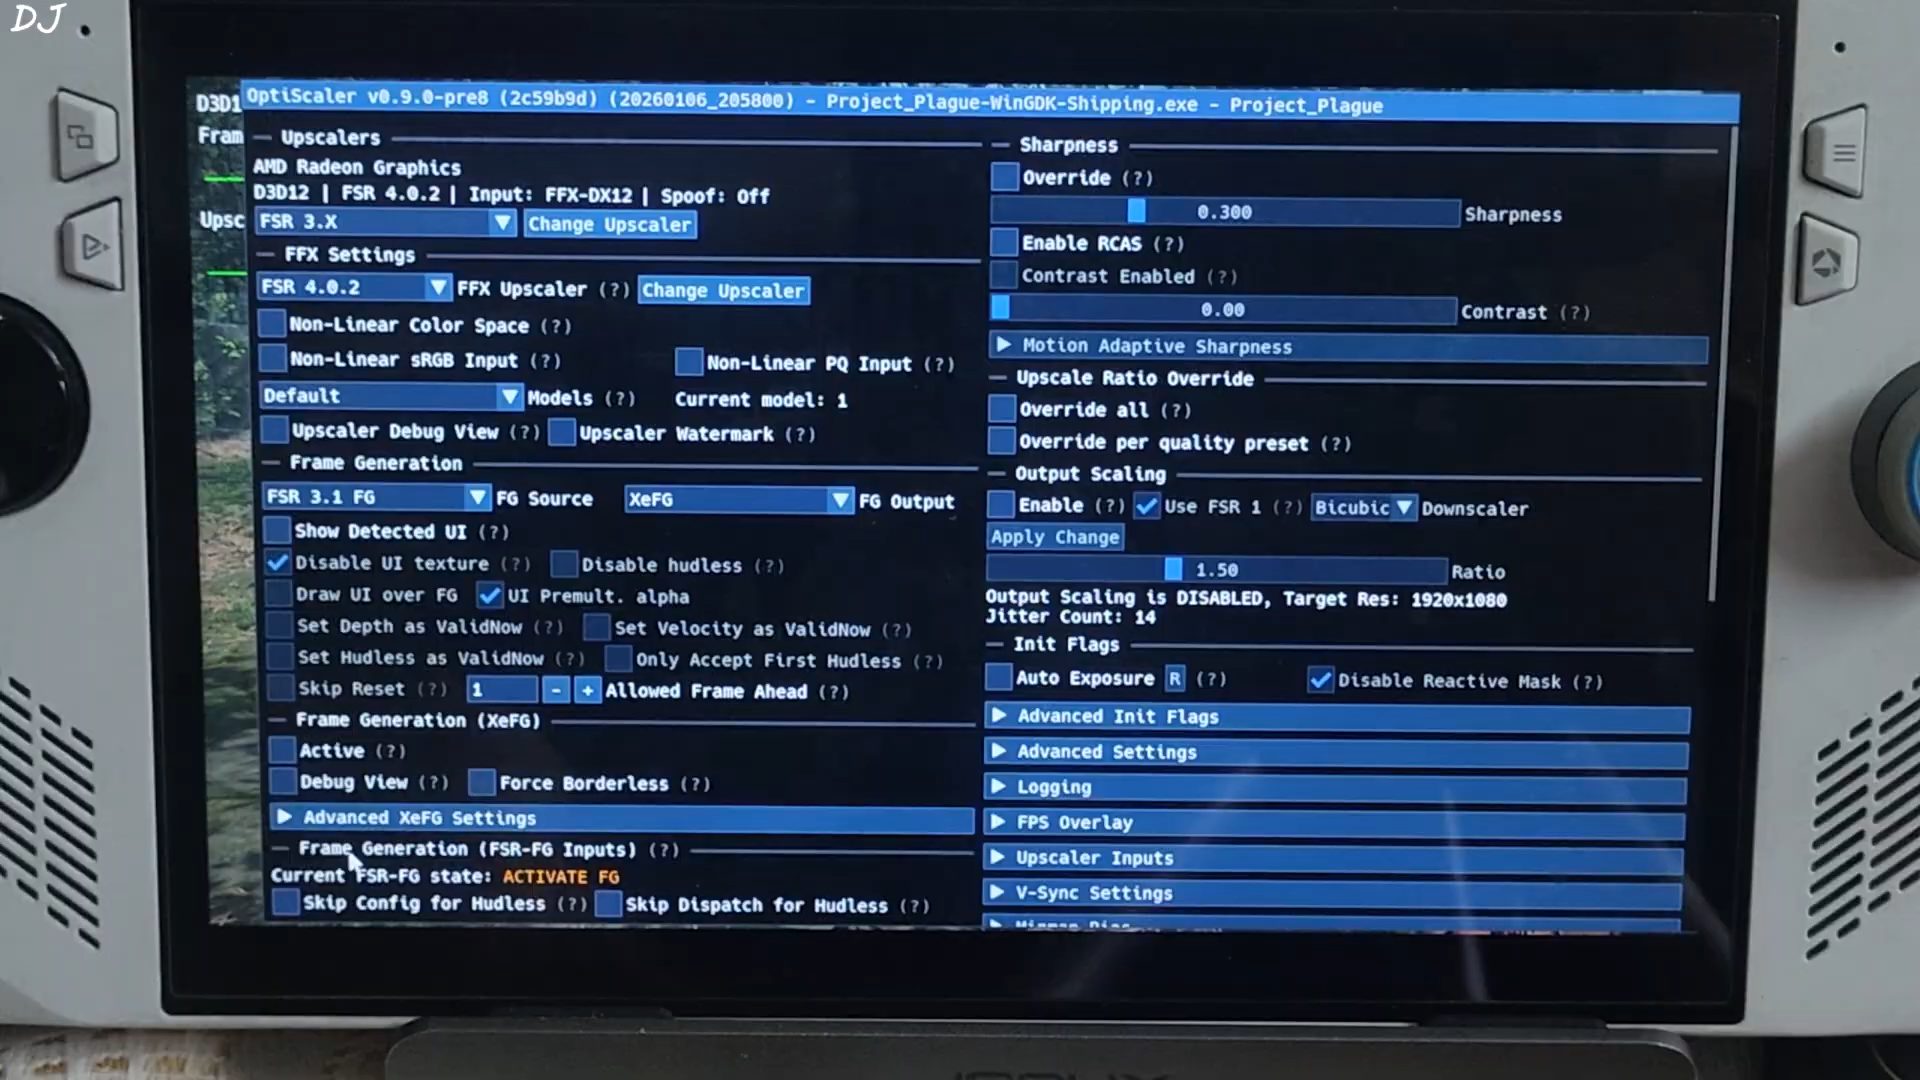 DJ
D3D1
Fram
Upsc
OptiScaler v0.9.0-pre8 (2c59b9d) (20260106_205800) - Project_Plague-WinGDK-Shipping.exe - Project_Plague
Upscalers
AMD Radeon Graphics
D3D12 | FSR 4.0.2 | Input: FFX-DX12 | Spoof: Off
FSR 3.X Change Upscaler
FFX Settings
FSR 4.0.2 FFX Upscaler (?) Change Upscaler
Non-Linear Color Space (?)
Non-Linear sRGB Input (?) Non-Linear PQ Input (?)
Default Models (?) Current model: 1
Upscaler Debug View (?) Upscaler Watermark (?)
Frame Generation
FSR 3.1 FG FG Source XeFG FG Output
Show Detected UI (?)
Disable UI texture (?) Disable hudless (?)
Draw UI over FG UI Premult. alpha
Set Depth as ValidNow (?) Set Velocity as ValidNow (?)
Set Hudless as ValidNow (?) Only Accept First Hudless (?)
Skip Reset (?) 1 - + Allowed Frame Ahead (?)
Frame Generation (XeFG)
Active (?)
Debug View (?) Force Borderless (?)
Advanced XeFG Settings
Frame Generation (FSR-FG Inputs) (?)
Current FSR-FG state: ACTIVATE FG
Skip Config for Hudless (?) Skip Dispatch for Hudless (?)
Sharpness
Override (?)
0.300 Sharpness
Enable RCAS (?)
Contrast Enabled (?)
0.00 Contrast (?)
Motion Adaptive Sharpness
Upscale Ratio Override
Override all (?)
Override per quality preset (?)
Output Scaling
Enable (?) Use FSR 1 (?) Bicubic Downscaler
Apply Change
1.50 Ratio
Output Scaling is DISABLED, Target Res: 1920x1080
Jitter Count: 14
Init Flags
Auto Exposure R (?) Disable Reactive Mask (?)
Advanced Init Flags
Advanced Settings
Logging
FPS Overlay
Upscaler Inputs
V-Sync Settings